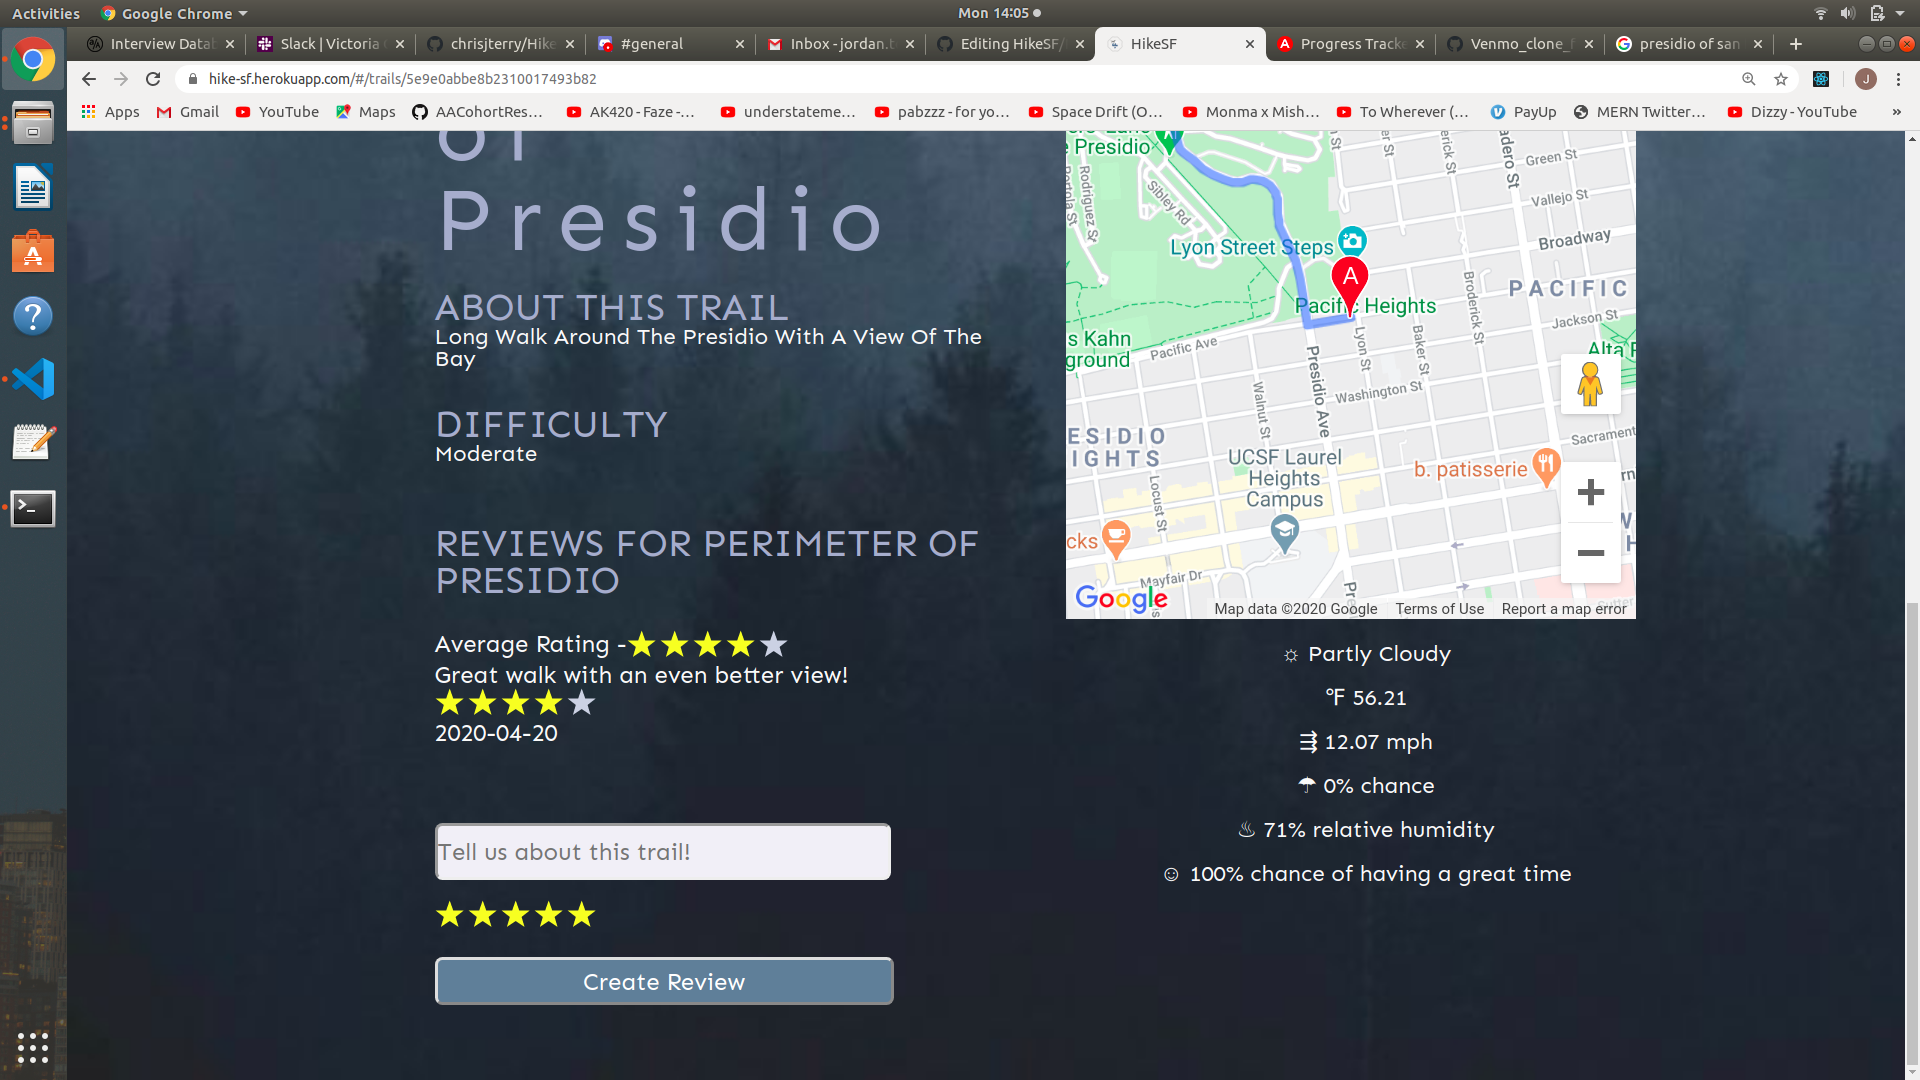 Activities
Google Chrome
Mon 14:05
Interview Datab
Slack | Victoria
chrisjterry/Hike
#general
Inbox - jordan.t
Editing HikeSF/
HikeSF
Progress Tracke
Venmo_clone_f
presidio of san
hike-sf.herokuapp.com/#/trails/5e9e0abbe8b2310017493b82
J
Apps
Gmail
YouTube
Maps
AACohortRes...
AK420 - Faze -...
understateme...
pabzzz - for yo...
Space Drift (O...
Monma x Mish...
To Wherever (...
PayUp
MERN Twitter...
Dizzy - YouTube
»
of
Presidio
ABOUT THIS TRAIL
Long Walk Around The Presidio With A View Of The
Bay
DIFFICULTY
Moderate
REVIEWS FOR PERIMETER OF
PRESIDIO
Average Rating -★★★★★
Great walk with an even better view!
★★★★★
2020-04-20
Tell us about this trail!
★★★★★
Create Review
e Presidio
Portola St
Rodriguez St
Sibley Rd
Lyon Street Steps
A
Pacific Heights
Green St
Vallejo St
Broadway
Broderick St
PACIFIC
Jackson St
Alta P
s Kahn
ground
Pacific Ave
Lyon St
Baker St
Presidio Ave
Washington St
Walnut St
ESIDIO
IGHTS
UCSF Laurel
Heights
Campus
Locust St
Sacrament
b. patisserie
cks
Mayfair Dr
Pre
Google
Map data ©2020 Google
Terms of Use
Report a map error
☼ Partly Cloudy
℉ 56.21
⇶ 12.07 mph
☂ 0% chance
♨ 71% relative humidity
☺ 100% chance of having a great time